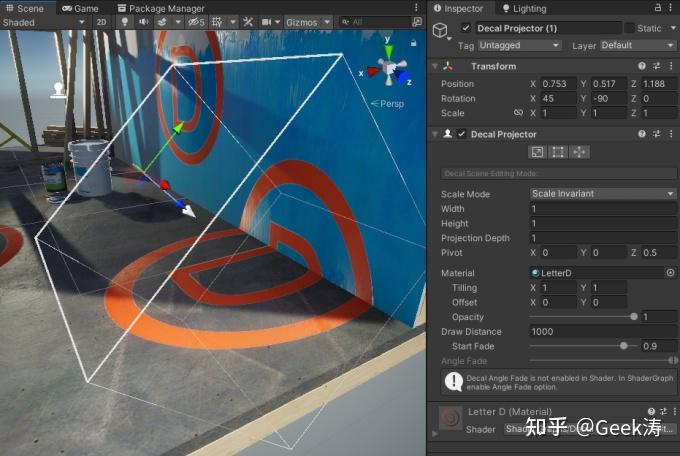 Scene
Game
Package Manager
Inspector
Lighting
Shaded
2D
5
Gizmos
All
y
x
z
Persp
Decal Projector (1)
Static
Tag Untagged Layer Default
Transform
Position X 0.753 Y 0.517 Z 1.188
Rotation X 45 Y -90 Z 0
Scale X 1 Y 1 Z 1
Decal Projector
Decal Scene Editing Mode:
Scale Mode Scale Invariant
Width 1
Height 1
Projection Depth 1
Pivot X 0 Y 0 Z 0.5
Material LetterD
Tilling X 1 Y 1
Offset X 0 Y 0
Opacity 1
Draw Distance 1000
Start Fade 0.9
Angle Fade
Decal Angle Fade is not enabled in Shader. In ShaderGraph
enable Angle Fade option.
Letter D (Material)
Shader
知乎 @Geek涛
D
D